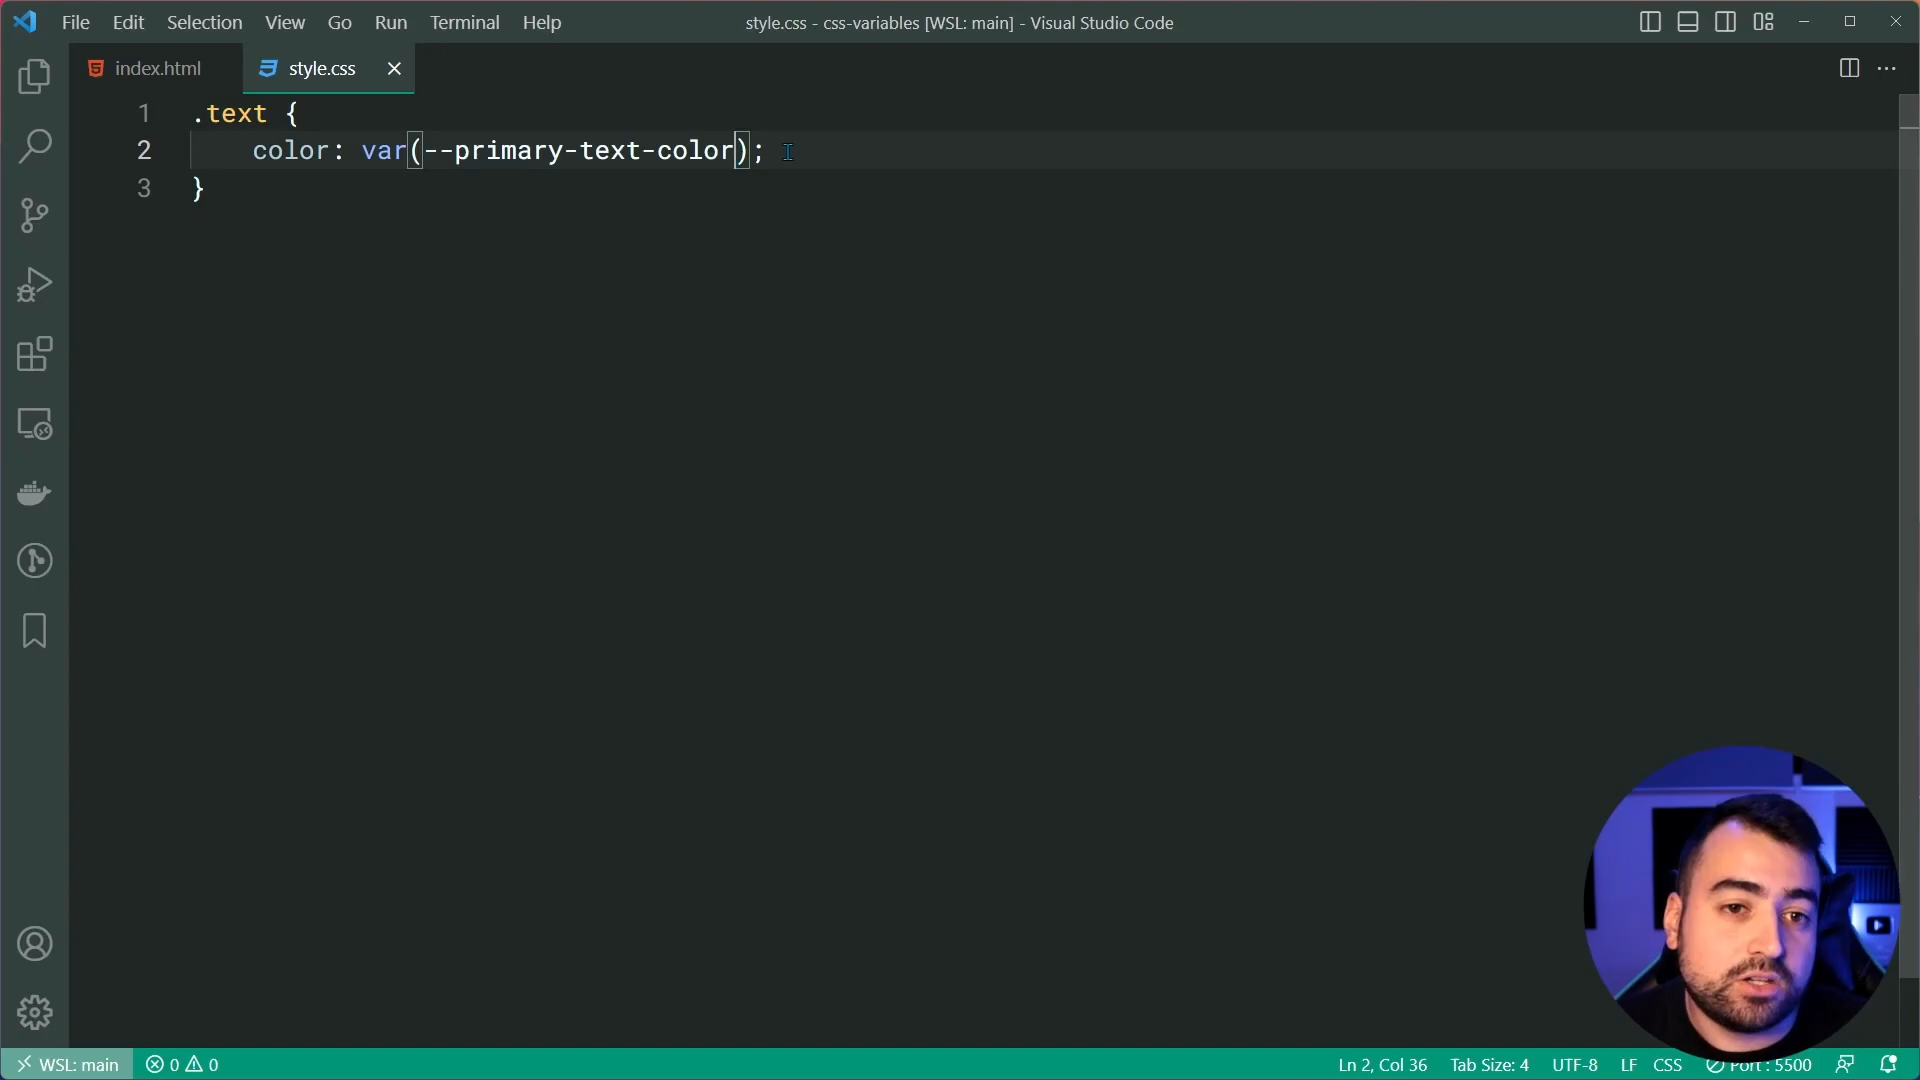 File Edit Selection View Go Run Terminal Help
style.css - css-variables [WSL: main] - Visual Studio Code
index.html
style.css
1 .text {
2 color: var(--primary-text-color);
3 }
WSL: main 0 0
Ln 2, Col 36 Tab Size: 4 UTF-8 LF CSS Port : 5500